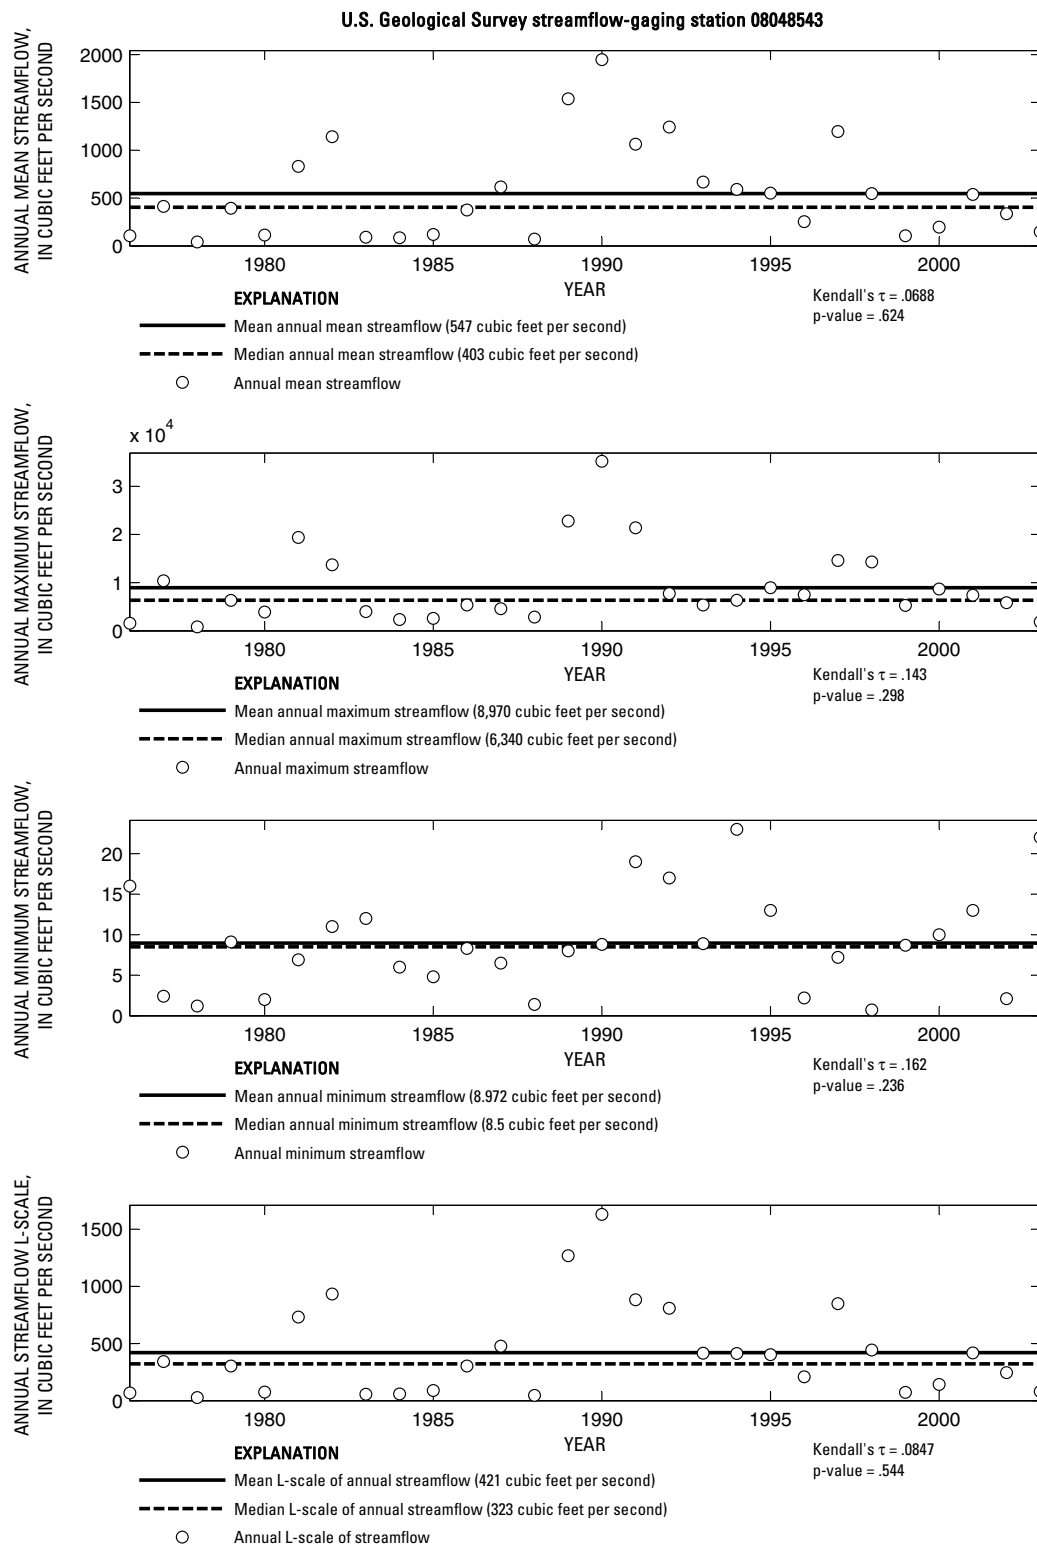 U.S. Geological Survey streamflow-gaging station 08048543
ANNUAL MEAN STREAMFLOW,
IN CUBIC FEET PER SECOND
2000
1500
1000
500
0
1980 1985 1990 1995 2000
YEAR
EXPLANATION
Mean annual mean streamflow (547 cubic feet per second)
Median annual mean streamflow (403 cubic feet per second)
Annual mean streamflow
Kendall's τ = .0688
p-value = .624
ANNUAL MAXIMUM STREAMFLOW,
IN CUBIC FEET PER SECOND
x 10^4
3
2
1
0
1980 1985 1990 1995 2000
YEAR
EXPLANATION
Mean annual maximum streamflow (8,970 cubic feet per second)
Median annual maximum streamflow (6,340 cubic feet per second)
Annual maximum streamflow
Kendall's τ = .143
p-value = .298
ANNUAL MINIMUM STREAMFLOW,
IN CUBIC FEET PER SECOND
20
15
10
5
0
1980 1985 1990 1995 2000
YEAR
EXPLANATION
Mean annual minimum streamflow (8.972 cubic feet per second)
Median annual minimum streamflow (8.5 cubic feet per second)
Annual minimum streamflow
Kendall's τ = .162
p-value = .236
ANNUAL STREAMFLOW L-SCALE,
IN CUBIC FEET PER SECOND
1500
1000
500
0
1980 1985 1990 1995 2000
YEAR
EXPLANATION
Mean L-scale of annual streamflow (421 cubic feet per second)
Median L-scale of annual streamflow (323 cubic feet per second)
Annual L-scale of streamflow
Kendall's τ = .0847
p-value = .544